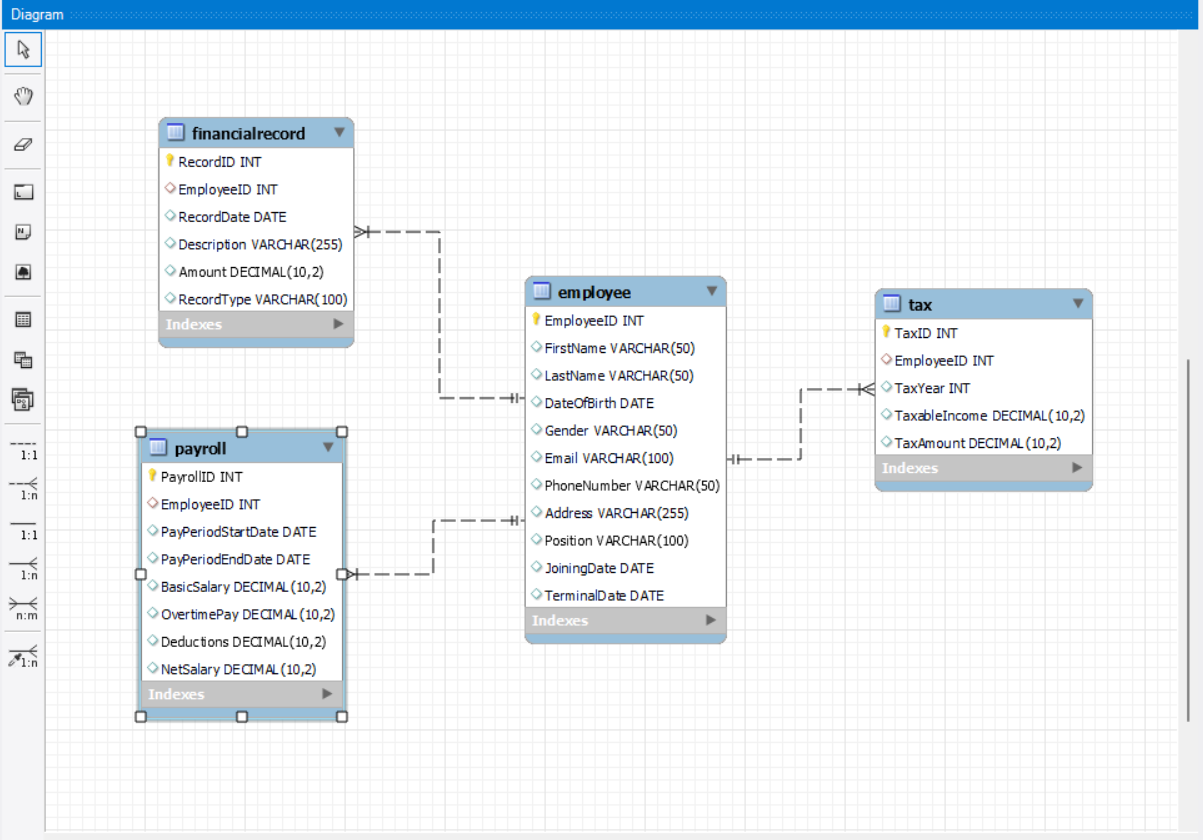 Diagram
1:1
1:n
1:1
1:n
n:m
1:n
financialrecord
RecordID INT
EmployeeID INT
RecordDate DATE
Description VARCHAR(255)
Amount DECIMAL(10,2)
RecordType VARCHAR(100)
Indexes
payroll
PayrollID INT
EmployeeID INT
PayPeriodStartDate DATE
PayPeriodEndDate DATE
BasicSalary DECIMAL(10,2)
OvertimePay DECIMAL(10,2)
Deductions DECIMAL(10,2)
NetSalary DECIMAL(10,2)
Indexes
employee
EmployeeID INT
FirstName VARCHAR(50)
LastName VARCHAR(50)
DateOfBirth DATE
Gender VARCHAR(50)
Email VARCHAR(100)
PhoneNumber VARCHAR(50)
Address VARCHAR(255)
Position VARCHAR(100)
JoiningDate DATE
TerminalDate DATE
Indexes
tax
TaxID INT
EmployeeID INT
TaxYear INT
TaxableIncome DECIMAL(10,2)
TaxAmount DECIMAL(10,2)
Indexes